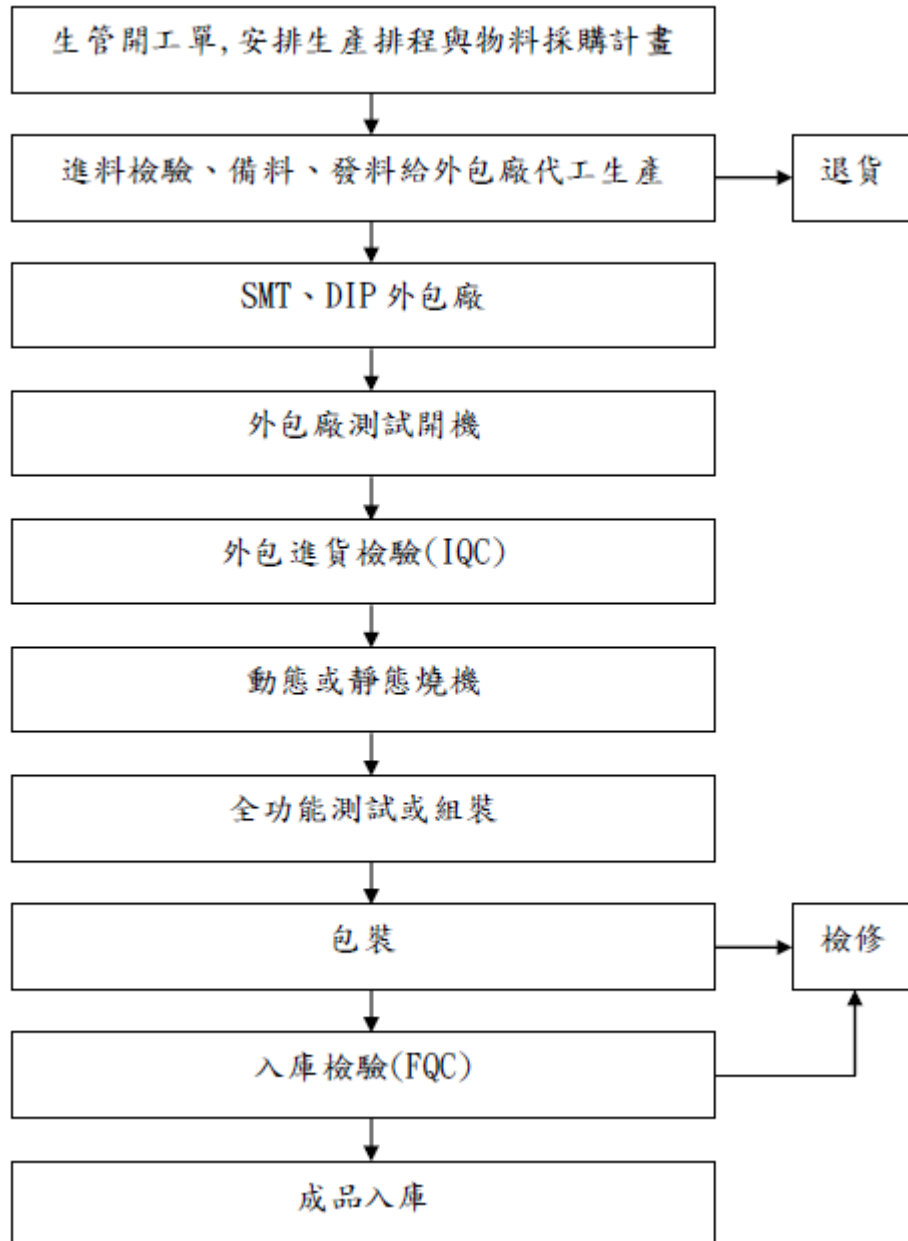 生管開工單,安排生產排程與物料採購計畫
進料檢驗、備料、發料給外包廠代工生產
退貨
SMT、DIP 外包廠
外包廠測試開機
外包進貨檢驗(IQC)
動態或靜態燒機
全功能測試或組裝
包裝
檢修
入庫檢驗(FQC)
成品入庫